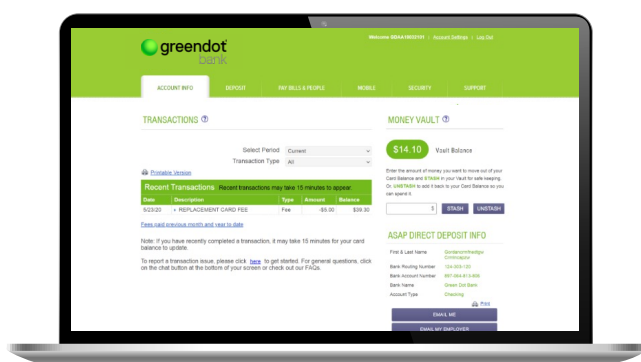 Welcome BDAA10032151 | Account Settings | Log Out
greendot
bank
ACCOUNT INFO DEPOSIT PAY BILLS & PEOPLE MOBILE SECURITY SUPPORT
TRANSACTIONS ?
Select Period Current
Transaction Type All
Printable Version
Recent Transactions Recent transactions may take 15 minutes to appear.
Date Description Type Amount Balance
5/23/20 + REPLACEMENT CARD FEE Fee -$5.00 $39.30
Fees paid previous month and year to date
Note: If you have recently completed a transaction, it may take 15 minutes for your card
balance to update.
To report a transaction issue, please click here to get started. For general questions, click
on the chat button at the bottom of your screen or check out our FAQs.
MONEY VAULT ?
$14.10 Vault Balance
Enter the amount of money you want to move out of your
Card Balance and STASH in your Vault for safe keeping.
Or, UNSTASH to add it back to your Card Balance so you
can spend it.
$ STASH UNSTASH
ASAP DIRECT DEPOSIT INFO
First & Last Name
Bank Routing Number 124-303-120
Bank Account Number
Bank Name Green Dot Bank
Account Type Checking
Print
EMAIL ME
EMAIL MY EMPLOYER